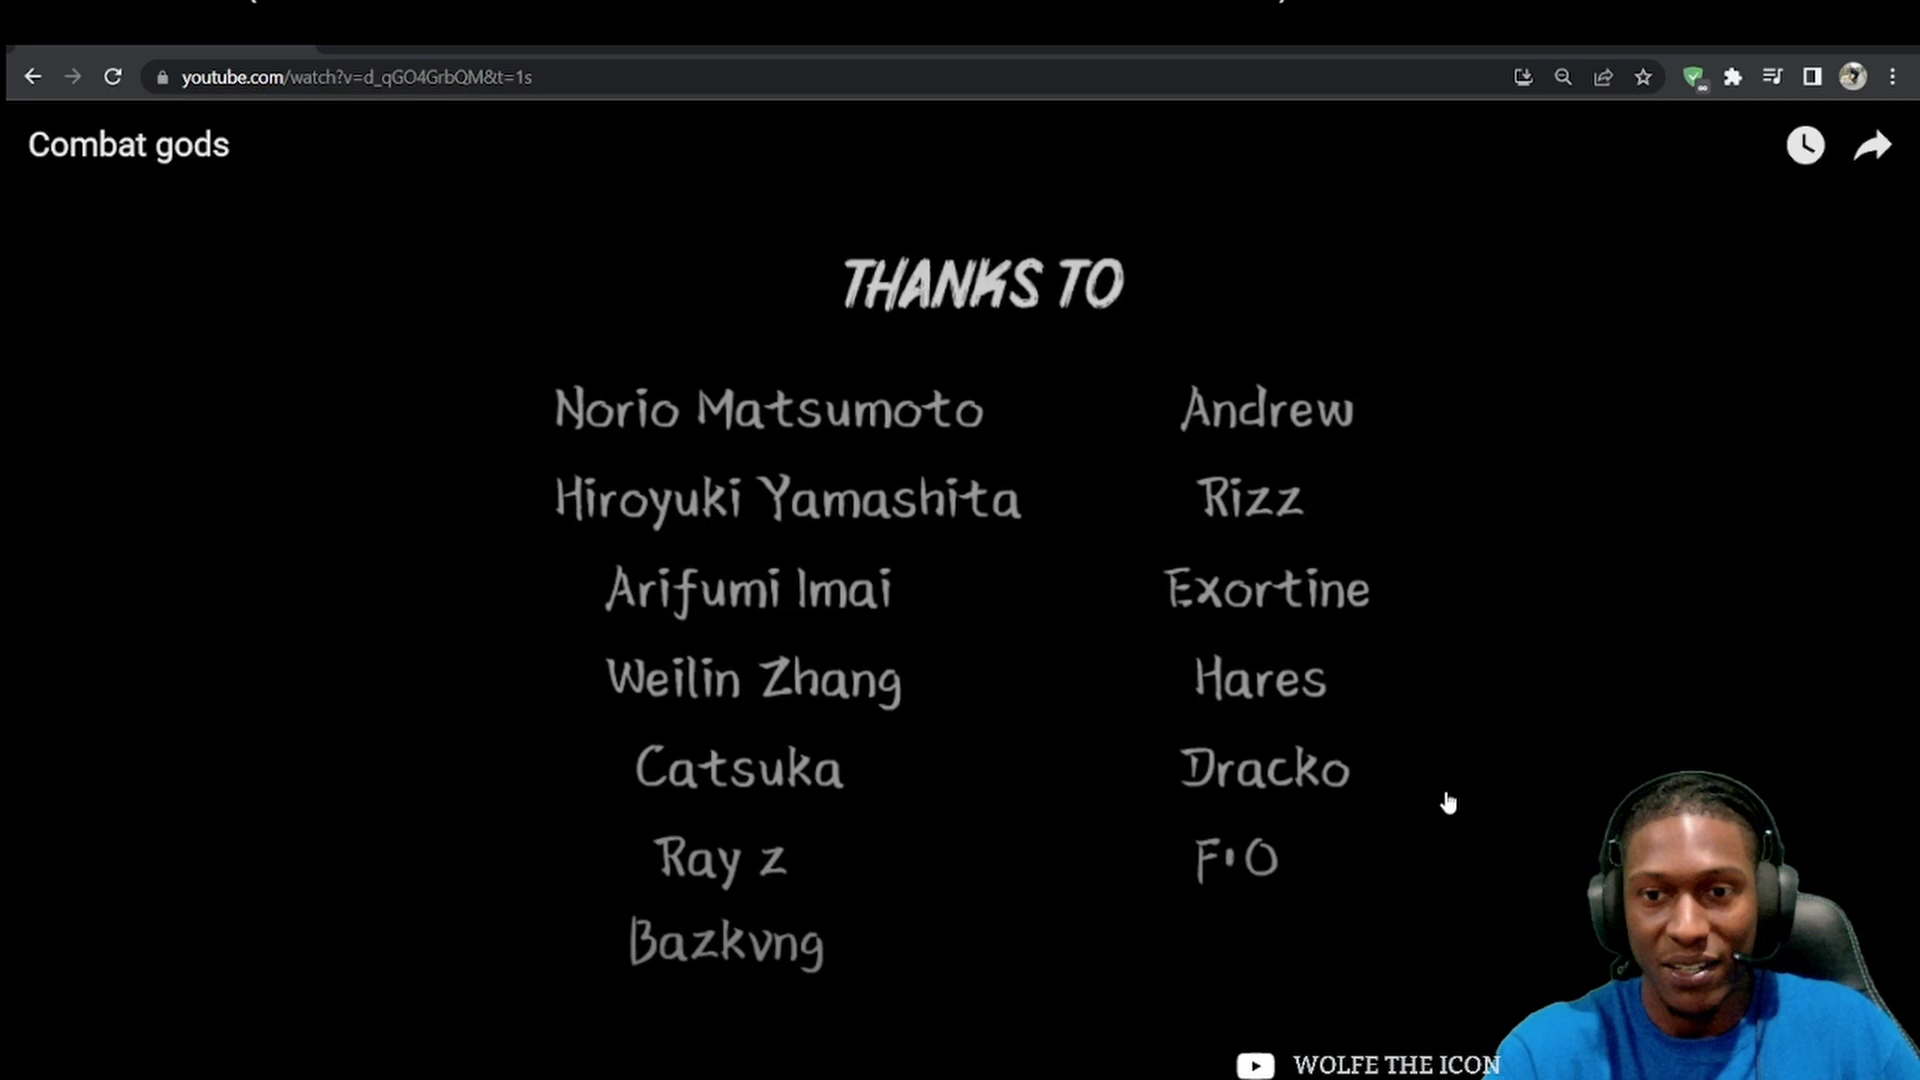 youtube.com/watch?v=d_qGO4GrbQM&t=1s
Combat gods
THANKS TO
Norio Matsumoto
Andrew
Hiroyuki Yamashita
Rizz
Arifumi Imai
Exortine
Weilin Zhang
Hares
Catsuka
Dracko
Ray z
F·O
Bazkvng
WOLFE THE ICON